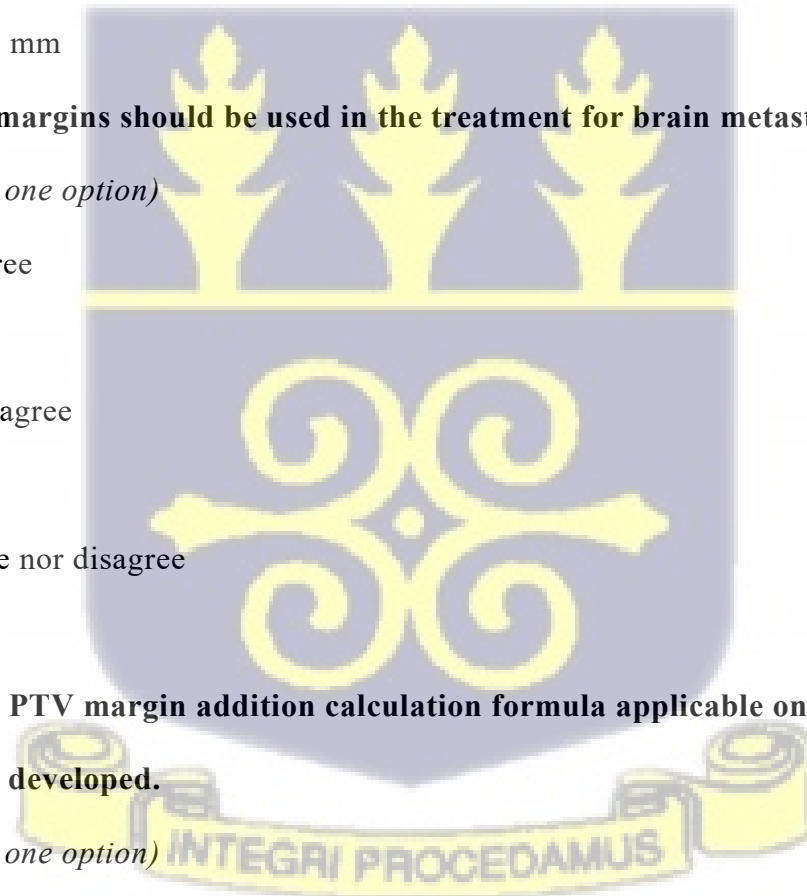 mm
margins should be used in the treatment for brain metast
one option)
ree
agree
e nor disagree
PTV margin addition calculation formula applicable on
developed.
one option)
INTEGRI PROCEDAMUS